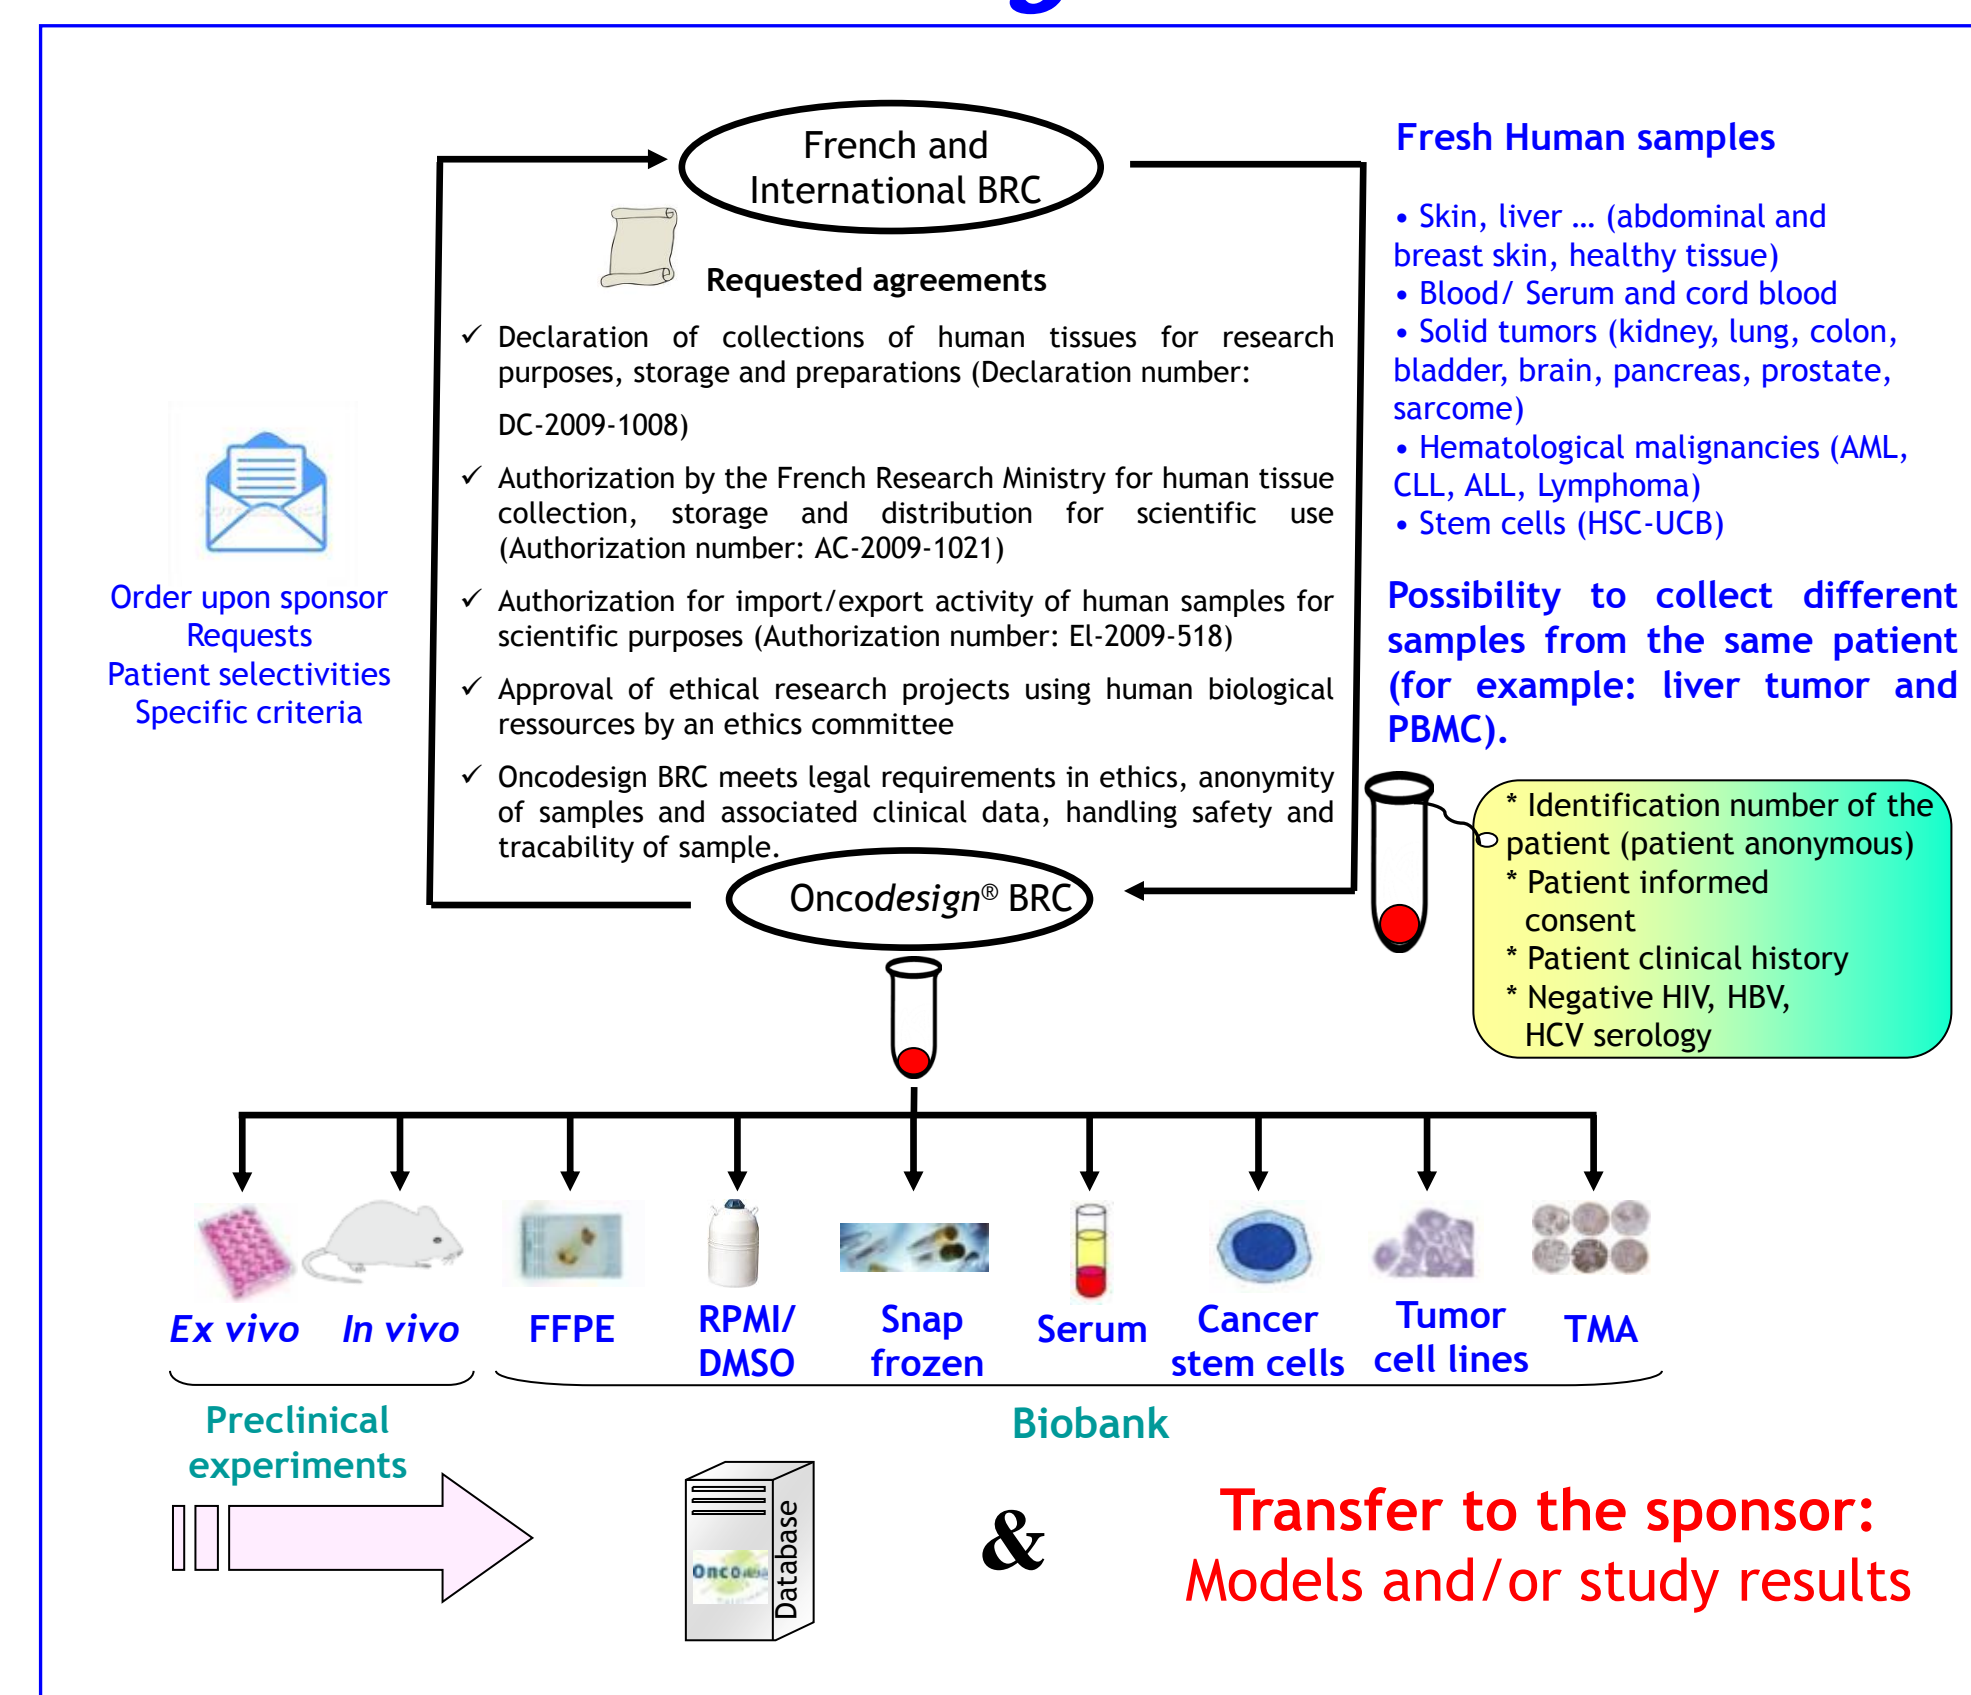 French and
International BRC
Requested agreements
✓ Declaration of collections of human tissues for research
purposes, storage and preparations (Declaration number:
DC-2009-1008)
✓ Authorization by the French Research Ministry for human tissue
collection, storage and distribution for scientific use
(Authorization number: AC-2009-1021)
✓ Authorization for import/export activity of human samples for
scientific purposes (Authorization number: El-2009-518)
✓ Approval of ethical research projects using human biological
ressources by an ethics committee
✓ Oncodesign BRC meets legal requirements in ethics, anonymity
of samples and associated clinical data, handling safety and
tracability of sample.
Oncodesign® BRC
Order upon sponsor
Requests
Patient selectivities
Specific criteria
Fresh Human samples
• Skin, liver … (abdominal and
breast skin, healthy tissue)
• Blood/ Serum and cord blood
• Solid tumors (kidney, lung, colon,
bladder, brain, pancreas, prostate,
sarcome)
• Hematological malignancies (AML,
CLL, ALL, Lymphoma)
• Stem cells (HSC-UCB)
Possibility to collect different
samples from the same patient
(for example: liver tumor and
PBMC).
* Identification number of the
patient (patient anonymous)
* Patient informed
consent
* Patient clinical history
* Negative HIV, HBV,
HCV serology
Ex vivo
In vivo
FFPE
RPMI/
DMSO
Snap
frozen
Serum
Cancer
stem cells
Tumor
cell lines
TMA
Preclinical
experiments
Biobank
Onco
Database
&
Transfer to the sponsor:
Models and/or study results